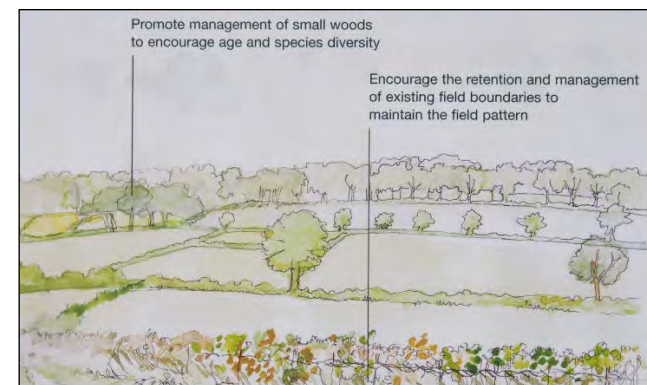 Promote management of small woods
to encourage age and species diversity
Encourage the retention and management
of existing field boundaries to
maintain the field pattern